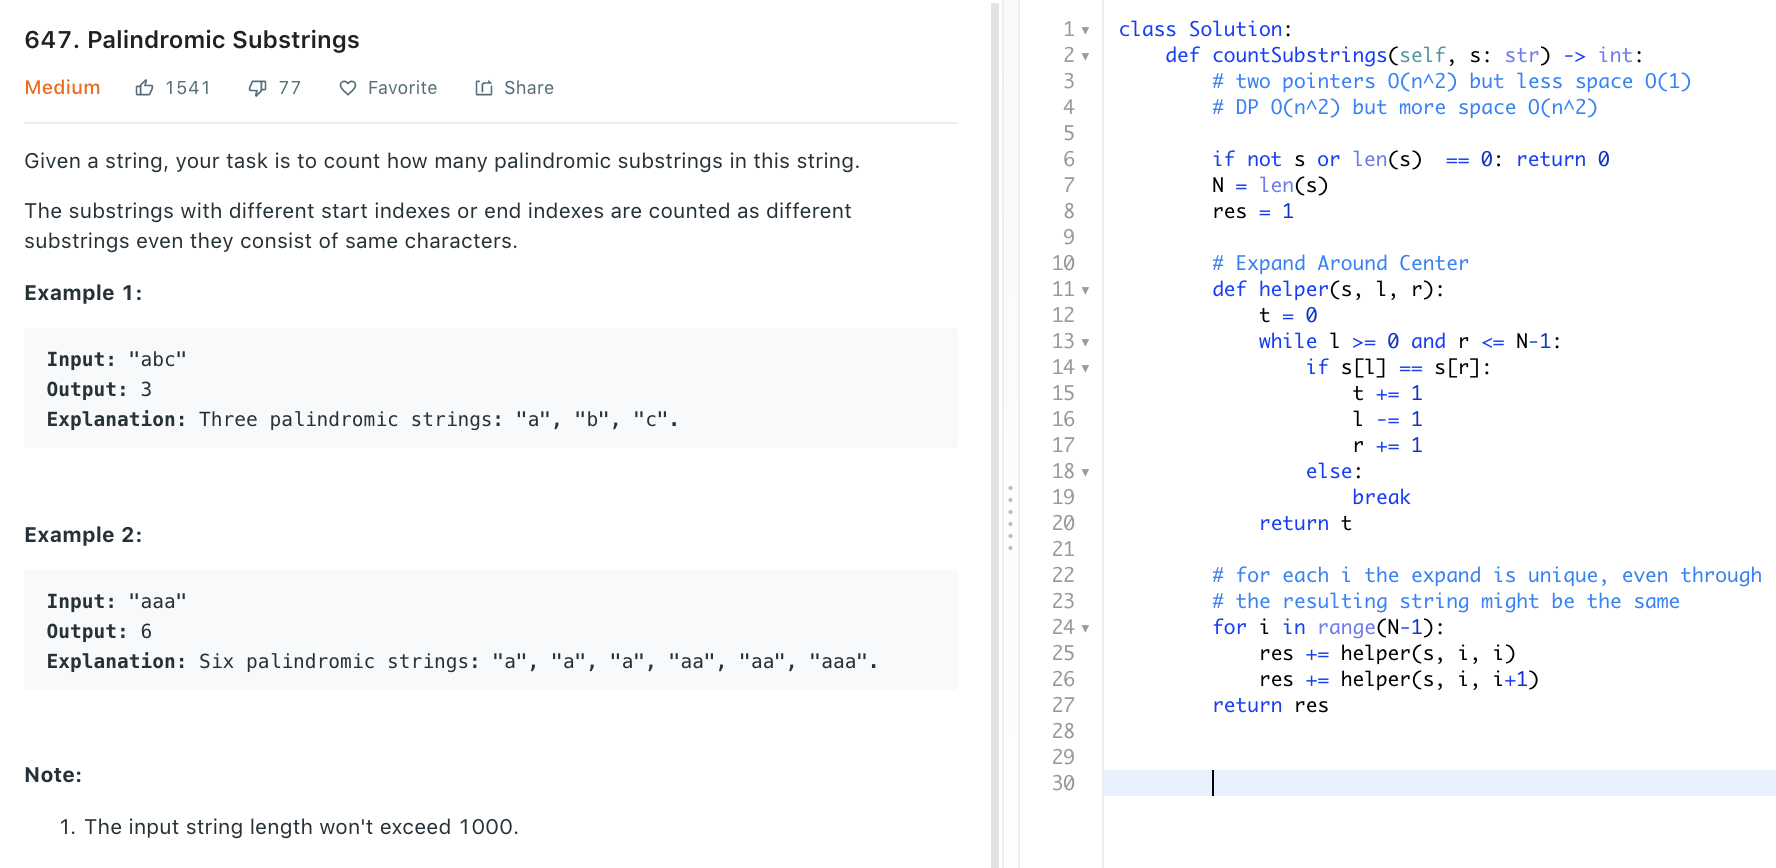 647. Palindromic Substrings
Medium 1541 77 Favorite Share
Given a string, your task is to count how many palindromic substrings in this string.
The substrings with different start indexes or end indexes are counted as different
substrings even they consist of same characters.
Example 1:
Input: "abc"
Output: 3
Explanation: Three palindromic strings: "a", "b", "c".
Example 2:
Input: "aaa"
Output: 6
Explanation: Six palindromic strings: "a", "a", "a", "aa", "aa", "aaa".
Note:
1. The input string length won't exceed 1000.
1 class Solution:
2     def countSubstrings(self, s: str) -> int:
3         # two pointers O(n^2) but less space O(1)
4         # DP O(n^2) but more space O(n^2)
5
6         if not s or len(s)  == 0: return 0
7         N = len(s)
8         res = 1
9
10         # Expand Around Center
11         def helper(s, l, r):
12             t = 0
13             while l >= 0 and r <= N-1:
14                 if s[l] == s[r]:
15                     t += 1
16                     l -= 1
17                     r += 1
18                 else:
19                     break
20             return t
21
22         # for each i the expand is unique, even through
23         # the resulting string might be the same
24         for i in range(N-1):
25             res += helper(s, i, i)
26             res += helper(s, i, i+1)
27         return res
28
29
30